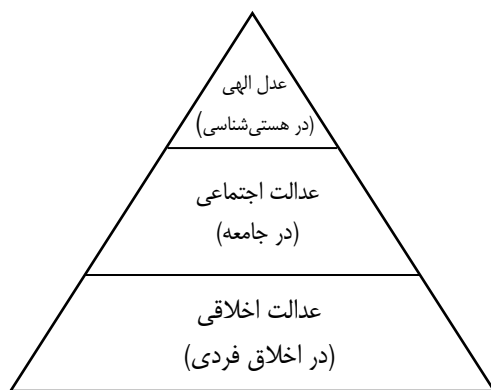 عدل الهی
(در هستی‌شناسی)
عدالت اجتماعی
(در جامعه)
عدالت اخلاقی
(در اخلاق فردی)